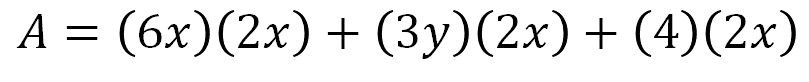 A = (6x)(2x) + (3y)(2x) + (4)(2x)